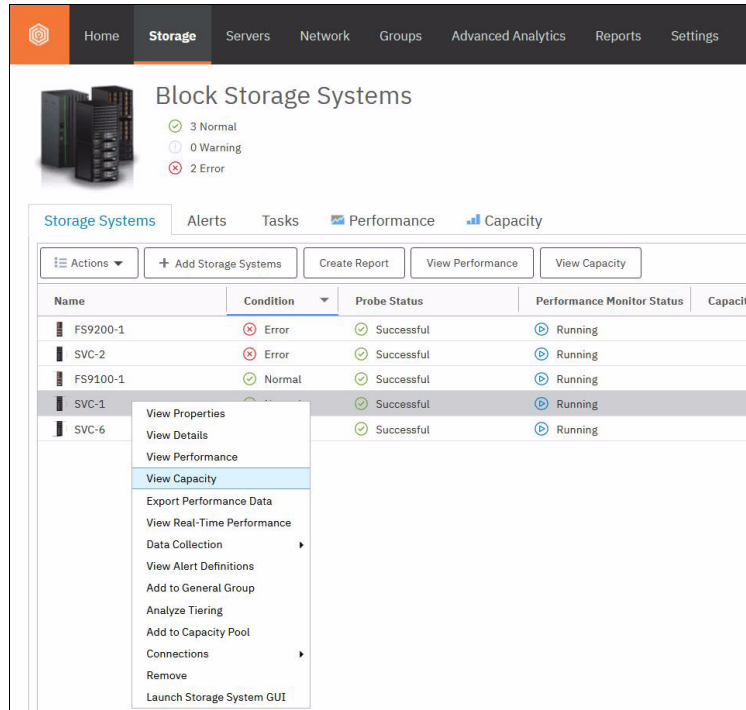 Home Storage Servers Network Groups Advanced Analytics Reports Settings
Block Storage Systems
3 Normal
0 Warning
2 Error
Storage Systems Alerts Tasks Performance Capacity
Actions + Add Storage Systems Create Report View Performance View Capacity
Name Condition Probe Status Performance Monitor Status Capacit
FS9200-1 Error Successful Running
SVC-2 Error Successful Running
FS9100-1 Normal Successful Running
SVC-1 Successful Running
SVC-6 Successful Running
View Properties
View Details
View Performance
View Capacity
Export Performance Data
View Real-Time Performance
Data Collection
View Alert Definitions
Add to General Group
Analyze Tiering
Add to Capacity Pool
Connections
Remove
Launch Storage System GUI